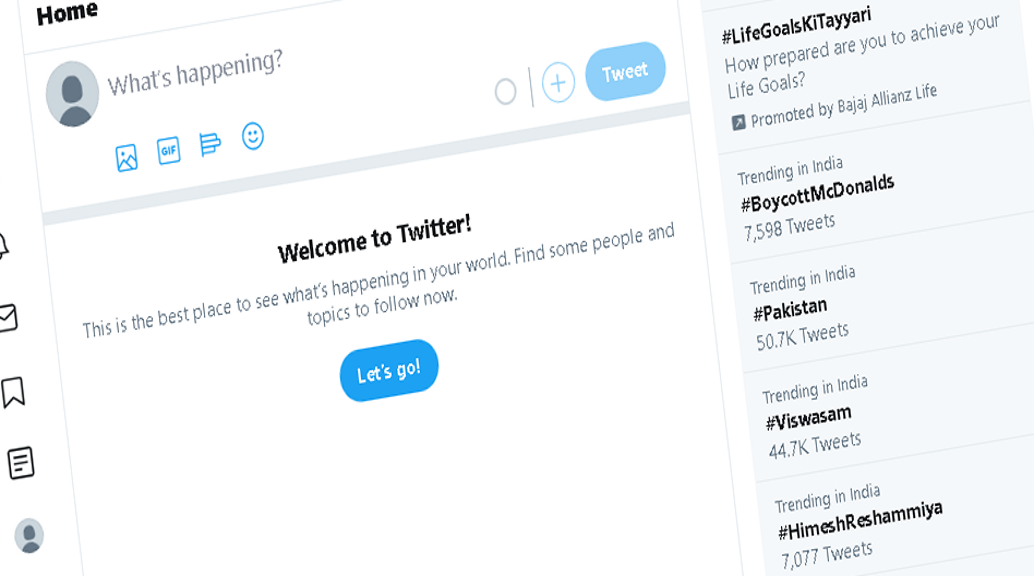 Home
What's happening?
Tweet
GIF
Welcome to Twitter!
This is the best place to see what's happening in your world. Find some people and
topics to follow now.
Let's go!
#LifeGoalsKiTayyari
How prepared are you to achieve your
Life Goals?
Promoted by Bajaj Allianz Life
Trending in India
#BoycottMcDonalds
7,598 Tweets
Trending in India
#Pakistan
50.7K Tweets
Trending in India
#Viswasam
44.7K Tweets
Trending in India
#HimeshReshammiya
7,077 Tweets